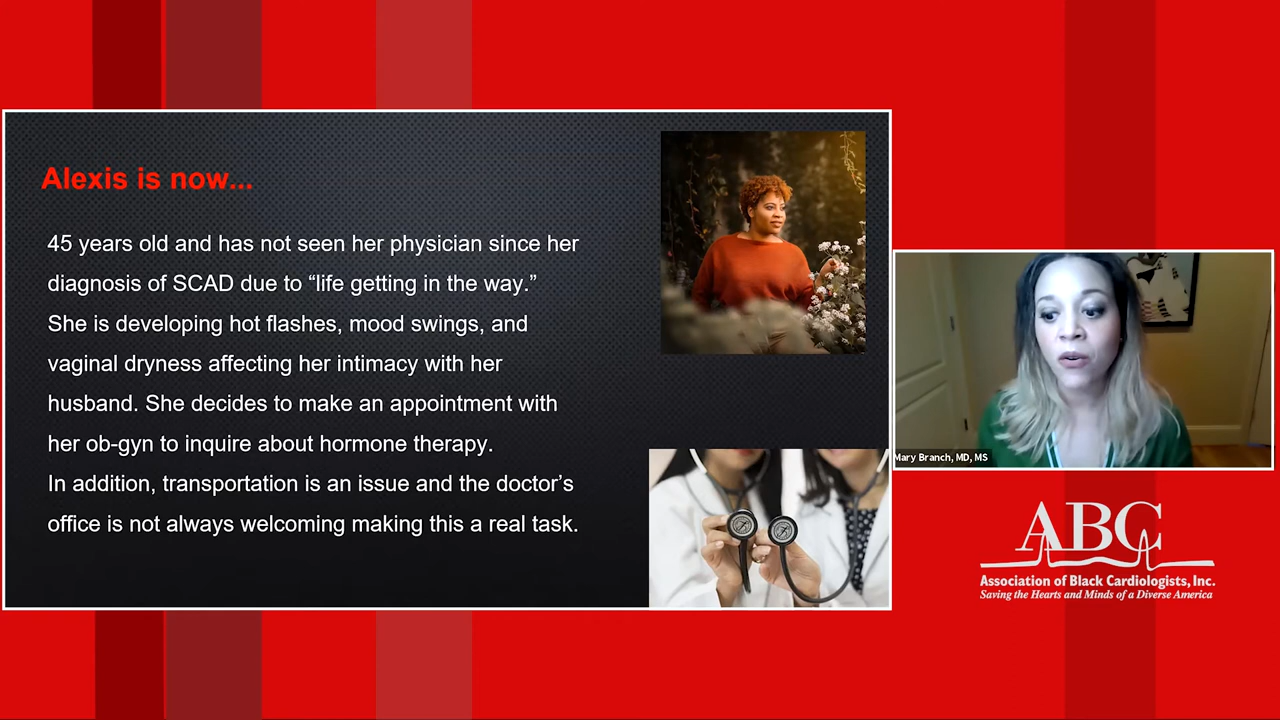 Alexis is now...
45 years old and has not seen her physician since her
diagnosis of SCAD due to “life getting in the way.”
She is developing hot flashes, mood swings, and
vaginal dryness affecting her intimacy with her
husband. She decides to make an appointment with
her ob-gyn to inquire about hormone therapy.
In addition, transportation is an issue and the doctor’s
office is not always welcoming making this a real task.
Mary Branch, MD, MS
ABC
Association of Black Cardiologists, Inc.
Saving the Hearts and Minds of a Diverse America